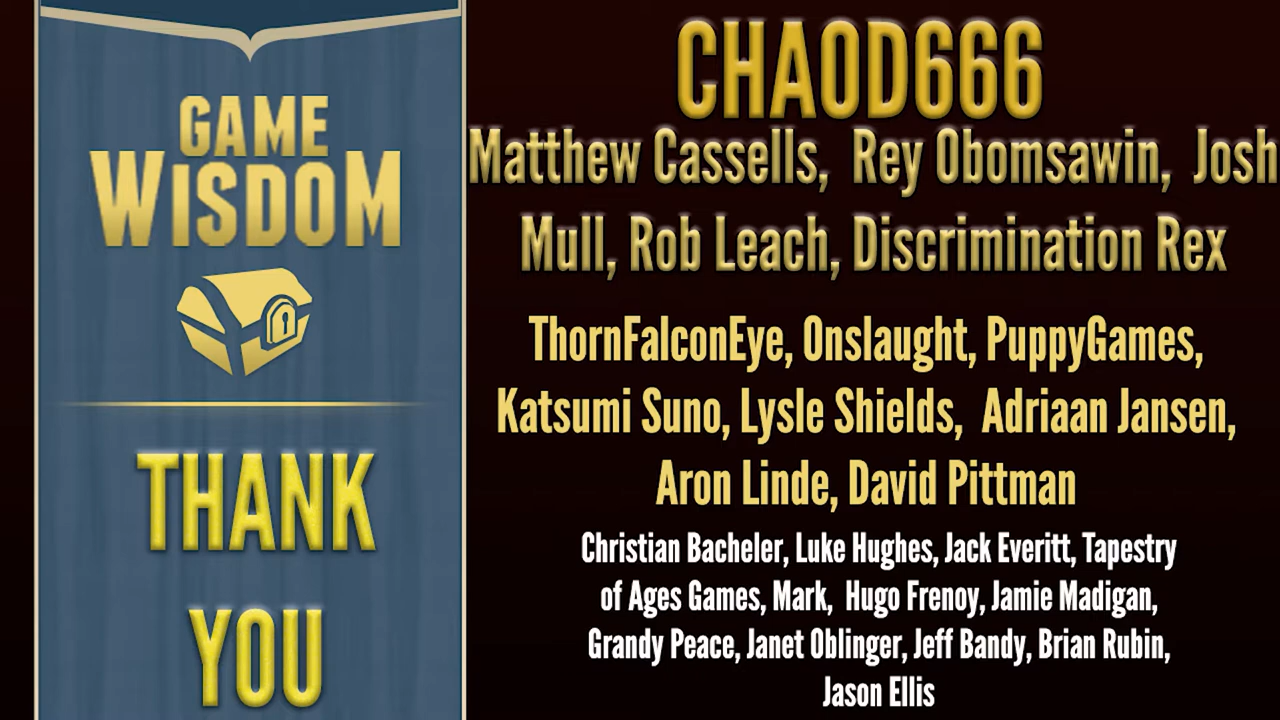 GAME
WISDOM
THANK
YOU
CHAOD666
Matthew Cassells, Rey Obomsawin, Josh
Mull, Rob Leach, Discrimination Rex
ThornFalconEye, Onslaught, PuppyGames,
Katsumi Suno, Lysle Shields, Adriaan Jansen,
Aron Linde, David Pittman
Christian Bacheler, Luke Hughes, Jack Everitt, Tapestry
of Ages Games, Mark, Hugo Frenoy, Jamie Madigan,
Grandy Peace, Janet Oblinger, Jeff Bandy, Brian Rubin,
Jason Ellis